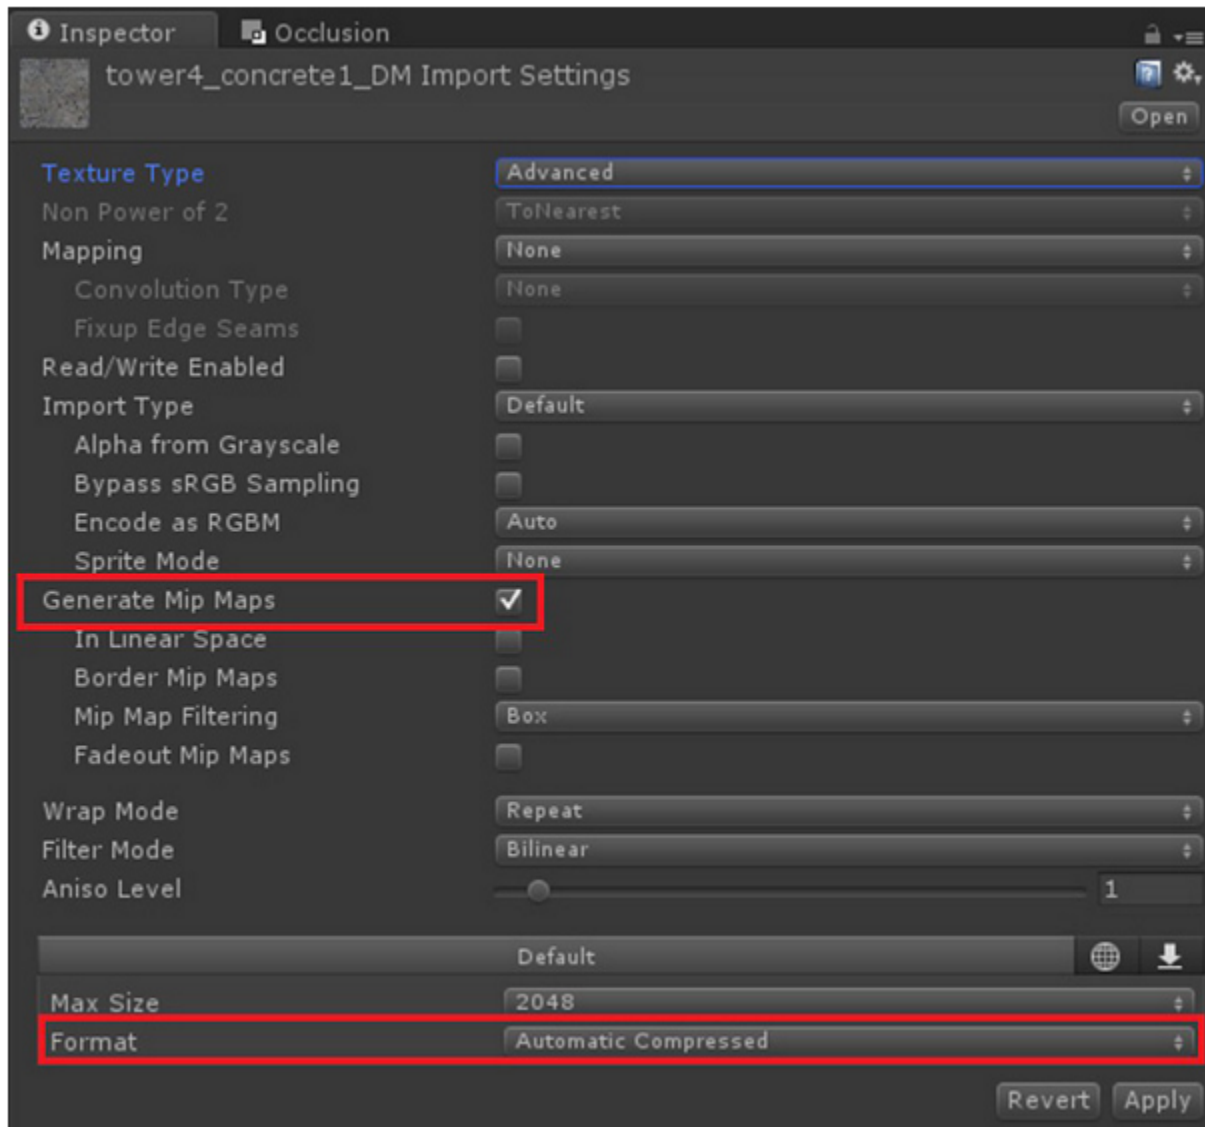 Inspector Occlusion
tower4_concrete1_DM Import Settings
Open
Texture Type Advanced
Non Power of 2 ToNearest
Mapping None
Convolution Type None
Fixup Edge Seams
Read/Write Enabled
Import Type Default
Alpha from Grayscale
Bypass sRGB Sampling
Encode as RGBM Auto
Sprite Mode None
Generate Mip Maps
In Linear Space
Border Mip Maps
Mip Map Filtering Box
Fadeout Mip Maps
Wrap Mode Repeat
Filter Mode Bilinear
Aniso Level 1
Default
Max Size 2048
Format Automatic Compressed
Revert Apply